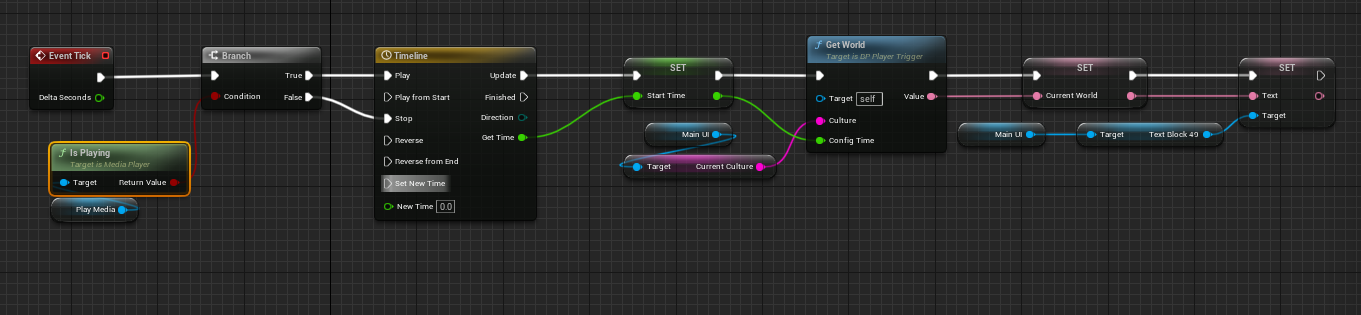 Event Tick
Delta Seconds
Is Playing
Target is Media Player
Target Return Value
Play Media
Branch
True
Condition False
Timeline
Play Update
Play from Start Finished
Stop Direction
Reverse Get Time
Reverse from End
Set New Time
New Time 0.0
SET
Start Time
Main UI
Target Current Culture
Get World
Target is BP Player Trigger
Target self Value
Culture
Config Time
SET
Current World
Main UI
Target Text Block 49
SET
Text
Target